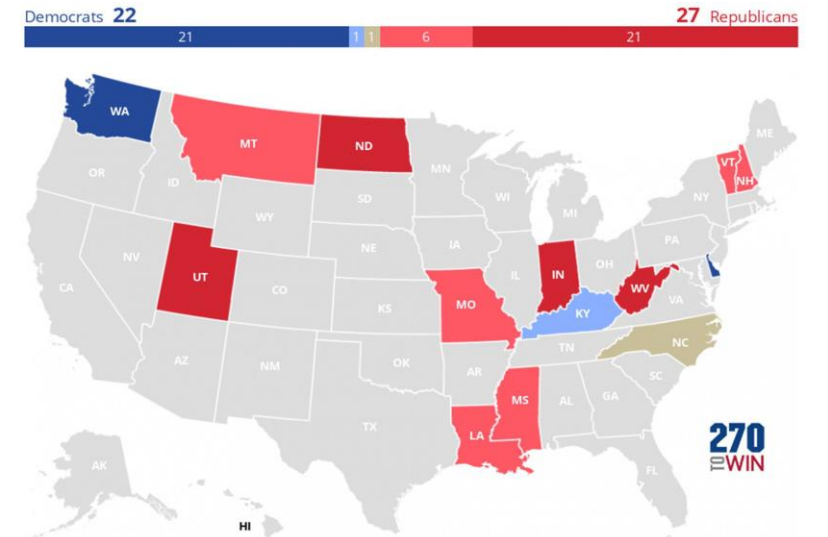 Democrats 22
27 Republicans
21 1 1 6 21
WA
ME
MT
ND
MN
VT
NH
OR
ID
WI
NY
SD
MI
WY
IA
PA
NE
NV
UT
IL
IN
OH
CO
WV
CA
KS
MO
KY
VA
NC
TN
AZ
OK
NM
AR
SC
MS
AL
GA
TX
LA
270
TO WIN
AK
FL
HI